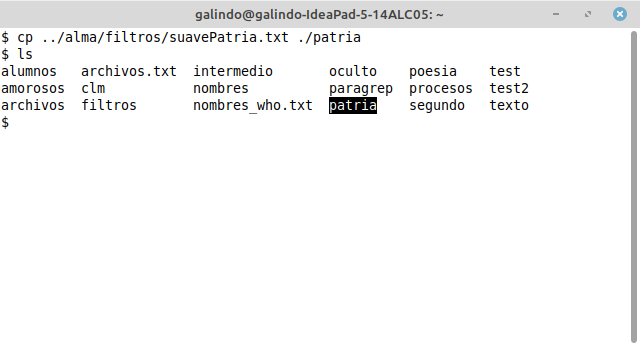 galindo@galindo-IdeaPad-5-14ALC05: ~
$ cp ../alma/filtros/suavePatria.txt ./patria
$ ls
alumnos   archivos.txt  intermedio       oculto   poesia    test
amorosos  clm           nombres          paragrep  procesos  test2
archivos  filtros       nombres_who.txt  patria    segundo   texto
$